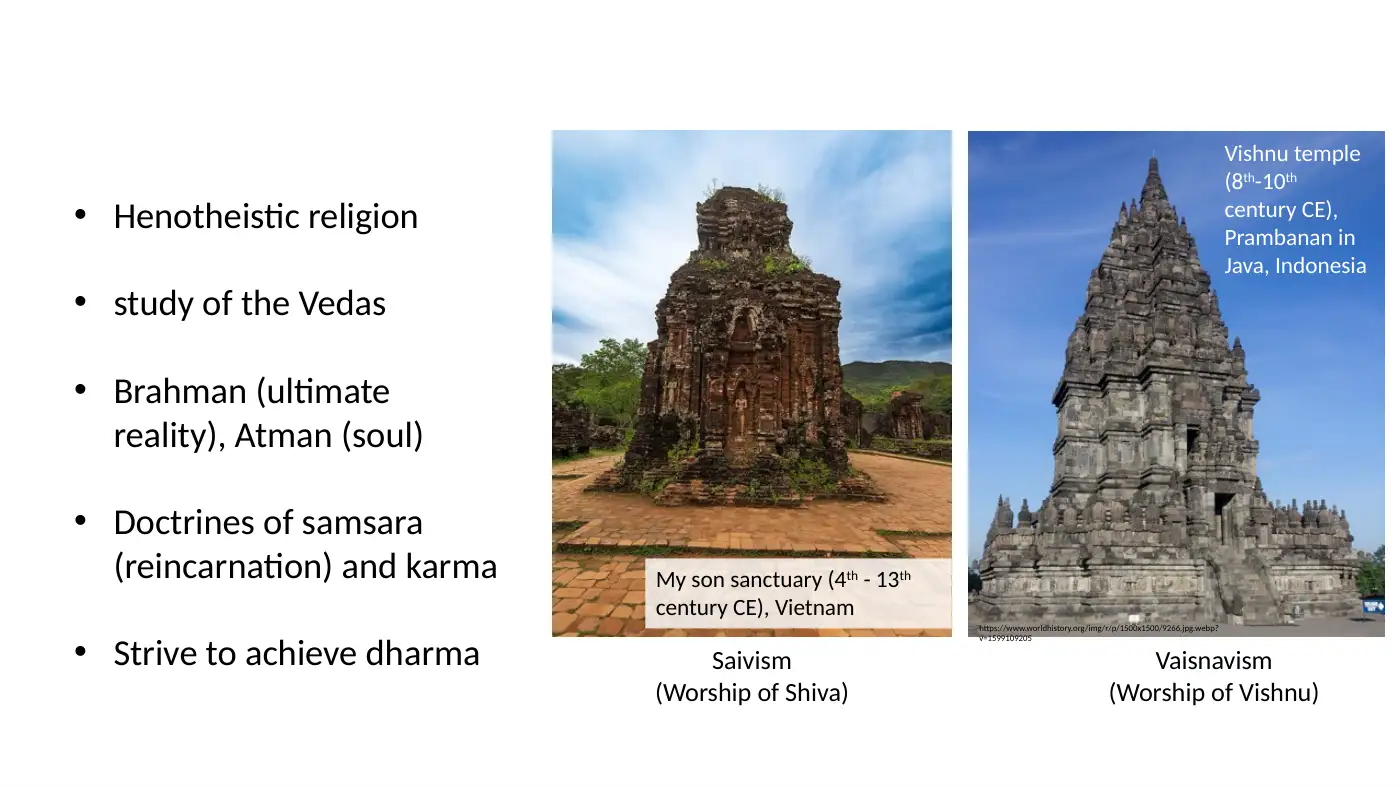 • Henotheistic religion
• study of the Vedas
• Brahman (ultimate
reality), Atman (soul)
• Doctrines of samsara
(reincarnation) and karma
• Strive to achieve dharma
My son sanctuary (4th - 13th
century CE), Vietnam
Saivism
(Worship of Shiva)
Vishnu temple
(8th-10th
century CE),
Prambanan in
Java, Indonesia
https://www.worldhistory.org/img/r/p/1500x1500/9266.jpg.webp?
v=1599109205
Vaisnavism
(Worship of Vishnu)